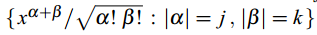 {x^{α+β}/√(α! β!) : |α| = j, |β| = k}